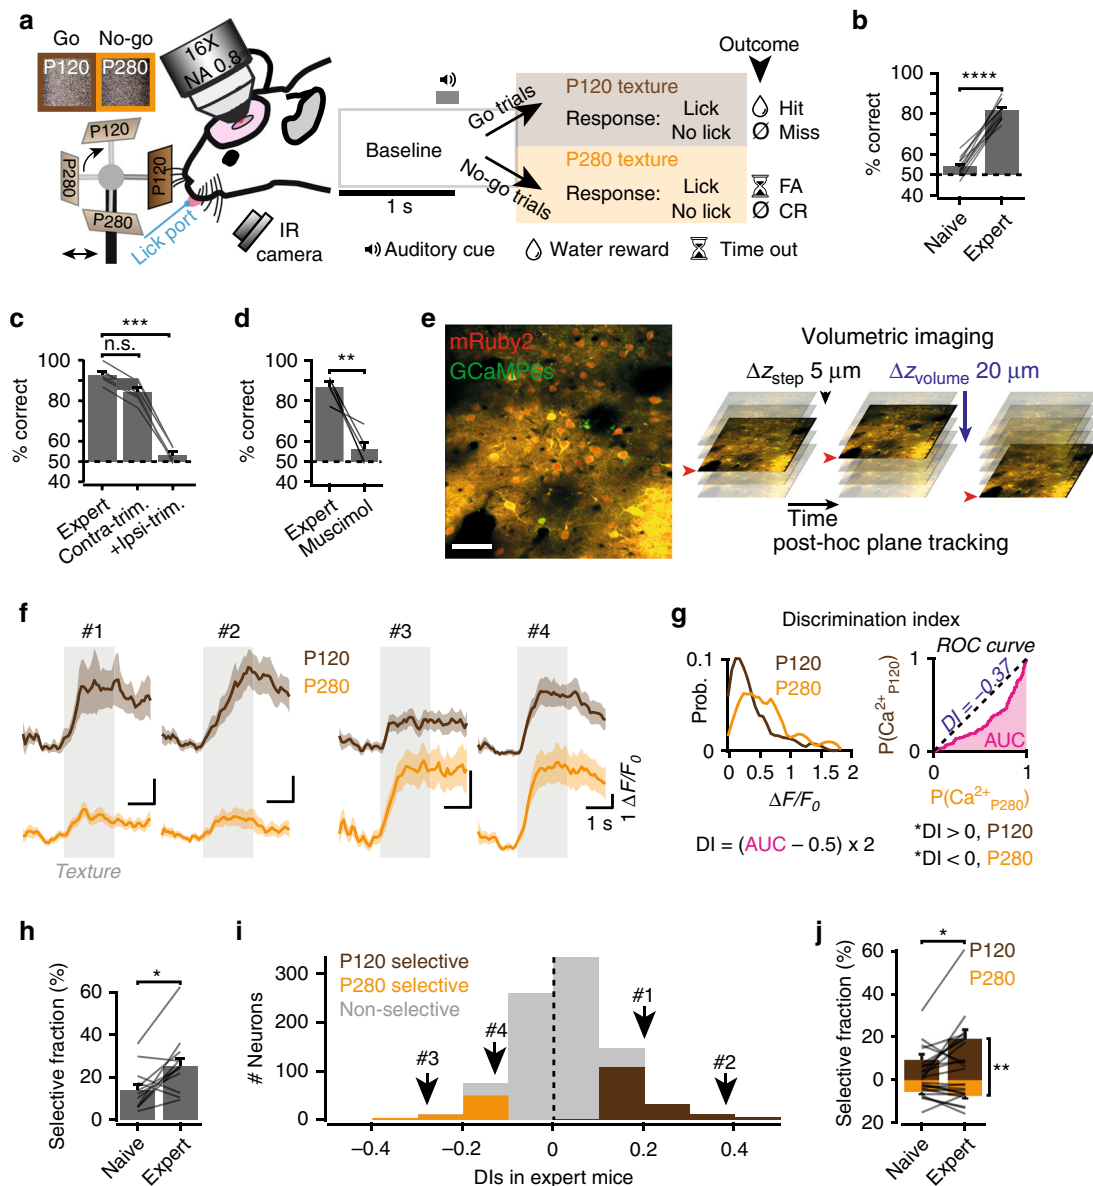 a
Go
No-go
P120
P280
16X
NA 0.8
P120
P280
P120
P280
Lick port
IR
camera
Baseline
1 s
Go trials
No-go trials
P120 texture
Response:
Lick
No lick
P280 texture
Response:
Lick
No lick
Outcome
Hit
Ø Miss
FA
Ø CR
Auditory cue
Water reward
Time out
b
% correct
100
80
60
50
40
****
Naive
Expert
c
% correct
100
80
60
50
40
***
n.s.
Expert
Contra-trim.
+Ipsi-trim.
d
% correct
100
80
60
50
40
**
Expert
Muscimol
e
mRuby2
GCaMP6s
Volumetric imaging
Δz step 5 μm
Δz volume 20 μm
Time
post-hoc plane tracking
f
#1
#2
#3
#4
P120
P280
Texture
1 s
1 ΔF/F0
g
Discrimination index
Prob.
0.1
0
P120
P280
0
0.5
1
1.5
2
ΔF/F0
DI = (AUC – 0.5) x 2
ROC curve
P(Ca2+ P120)
1
0
DI = –0.37
AUC
0
1
P(Ca2+ P280)
*DI > 0, P120
*DI < 0, P280
h
Selective fraction (%)
60
40
20
0
*
Naive
Expert
i
# Neurons
300
200
100
0
P120 selective
P280 selective
Non-selective
#3
#4
#1
#2
–0.4
–0.2
0
0.2
0.4
DIs in expert mice
j
Selective fraction (%)
60
40
20
0
20
*
P120
P280
**
Naive
Expert